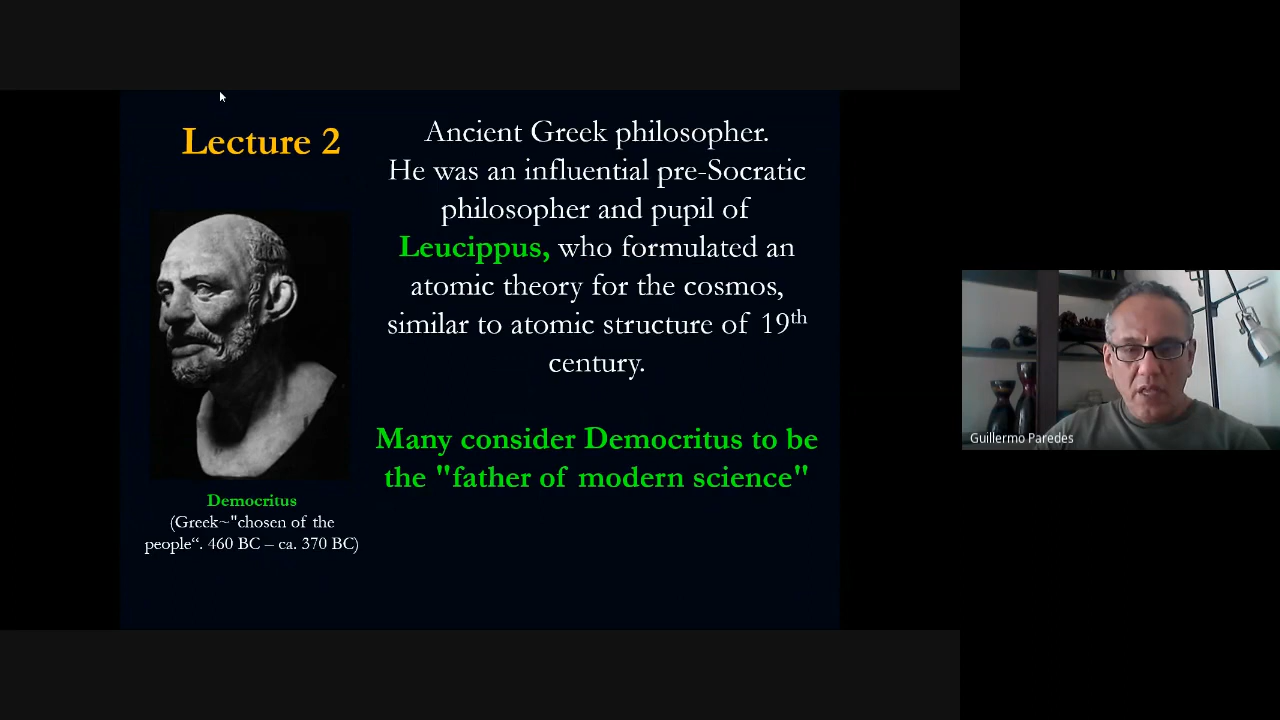 Lecture 2
Ancient Greek philosopher.
He was an influential pre-Socratic
philosopher and pupil of
Leucippus, who formulated an
atomic theory for the cosmos,
similar to atomic structure of 19th
century.
Many consider Democritus to be
the "father of modern science"
Democritus
(Greek~"chosen of the
people“. 460 BC – ca. 370 BC)
Guillermo Paredes